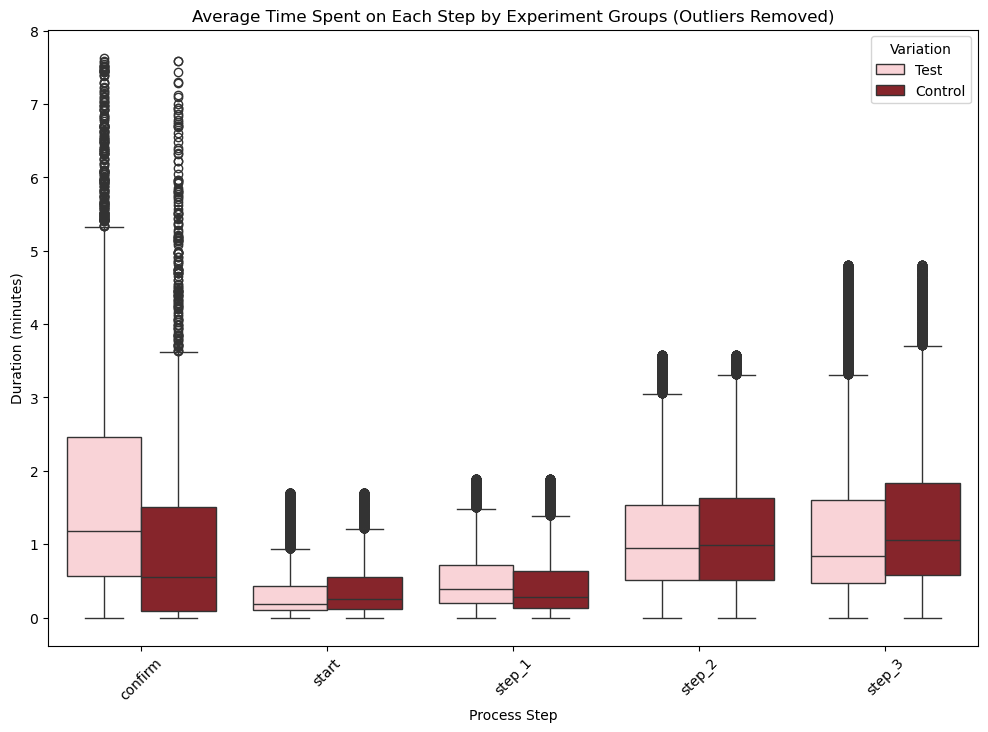 Average Time Spent on Each Step by Experiment Groups (Outliers Removed)
Variation
Test
Control
Duration (minutes)
8
7
6
5
4
3
2
1
0
confirm
start
step_1
step_2
step_3
Process Step